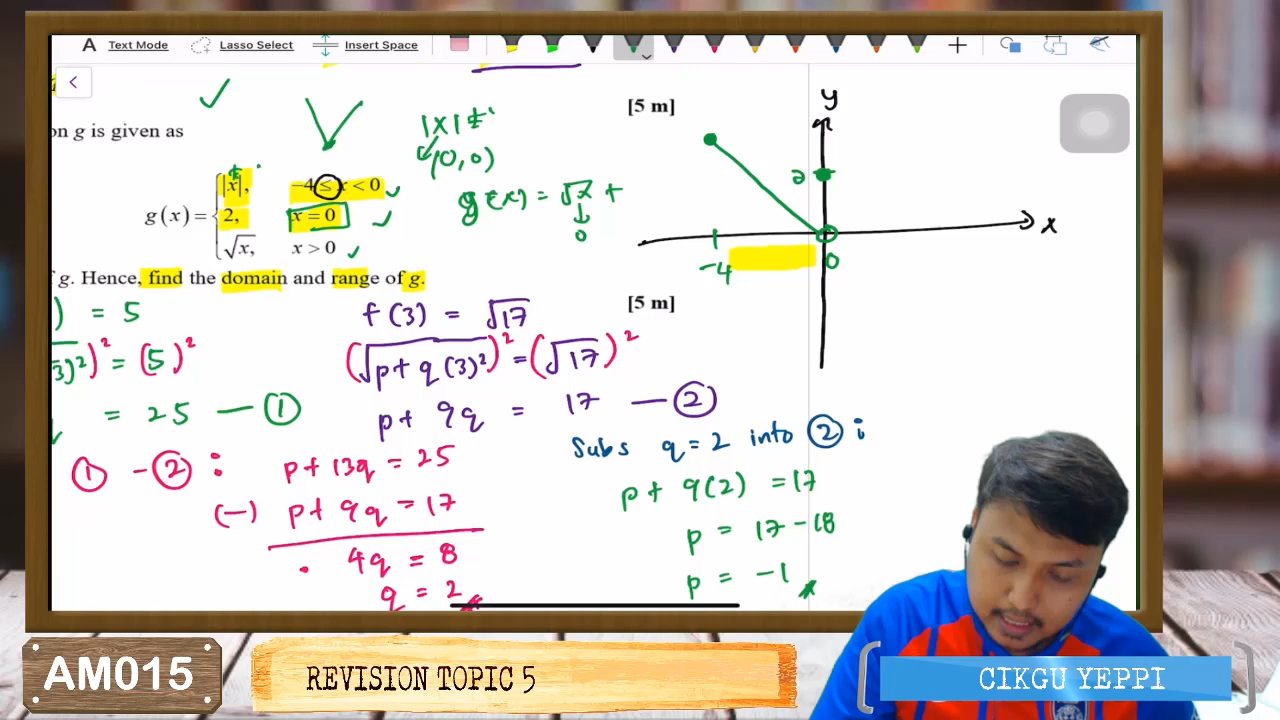 A Text Mode Lasso Select Insert Space
[5 m]
on g is given as
|x|, −4 ≤ x < 0
g(x) = 2, x = 0
√x, x > 0
|x| ±
(0,0)
g(x) = √x +
0
y
2
x
−4 0
g. Hence, find the domain and range of g.
[5 m]
) = 5
3)²)² = (5)²
= 25 — ①
f(3) = √17
(√p + q(3)²)² = (√17)²
p + 9q = 17 — ②
① − ② :
p + 13q = 25
(−) p + 9q = 17
4q = 8
q = 2
Subs q = 2 into ② :
p + 9(2) = 17
p = 17 − 18
p = −1
AM015
REVISION TOPIC 5
CIKGU YEPPI